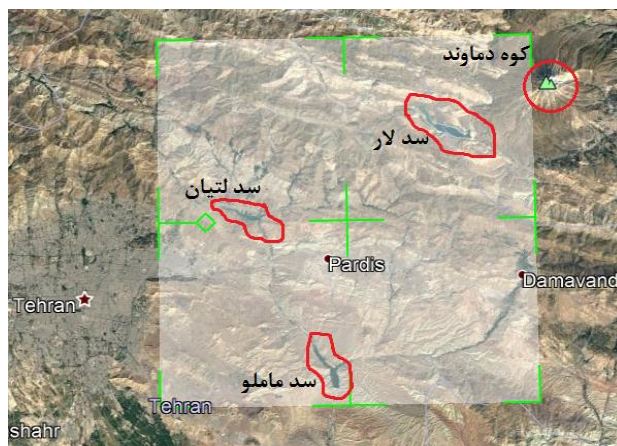 کوه دماوند
سد لار
سد لتیان
Pardis
Damavand
Tehran
سد ماملو
Tehran
shahr